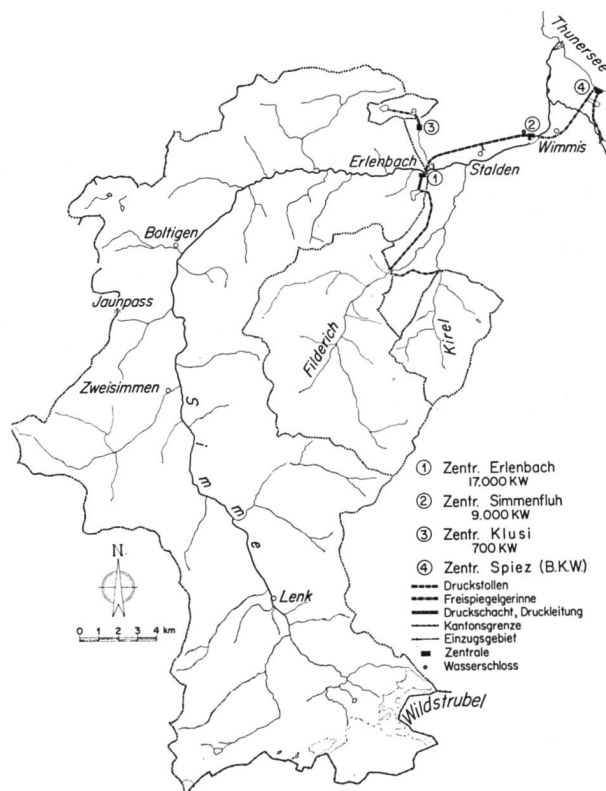 Thunersee
④
②
③
Wimmis
Erlenbach
①
Stalden
Boltigen
Jaunpass
Filderich
Kirel
Zweisimmen
Simme
① Zentr. Erlenbach
17.000 KW
② Zentr. Simmenfluh
9.000 KW
③ Zentr. Klusi
700 KW
④ Zentr. Spiez (B.K.W.)
Druckstollen
Freispiegelgerinne
Druckschacht, Druckleitung
Kantonsgrenze
Einzugsgebiet
Zentrale
Wasserschloss
N.
0 1 2 3 4 km
Lenk
Wildstrubel